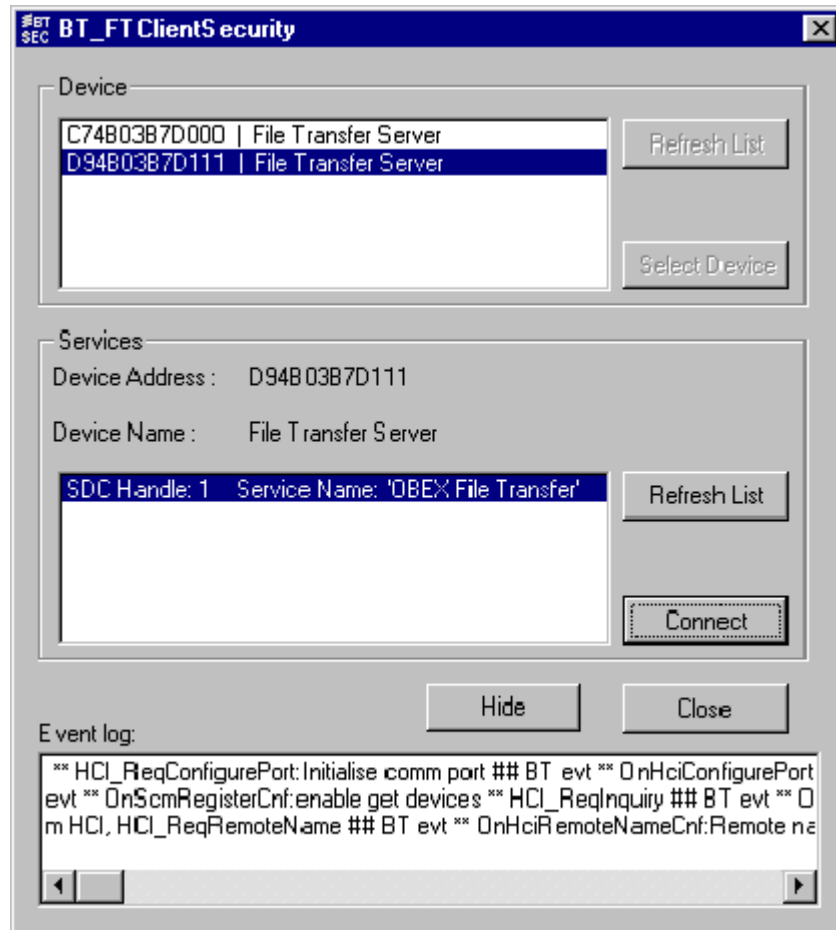 BT SEC BT_FTClientSecurity
Device
C74B03B7D000 | File Transfer Server
D94B03B7D111 | File Transfer Server
Refresh List
Select Device
Services
Device Address : D94B03B7D111
Device Name : File Transfer Server
SDC Handle: 1 Service Name: 'OBEX File Transfer'
Refresh List
Connect
Hide
Close
Event log:
** HCI_ReqConfigurePort:Initialise comm port ## BT evt ** OnHciConfigurePort
evt ** OnScmRegisterCnf:enable get devices ** HCI_ReqInquiry ## BT evt ** O
m HCI, HCI_ReqRemoteName ## BT evt ** OnHciRemoteNameCnf:Remote na